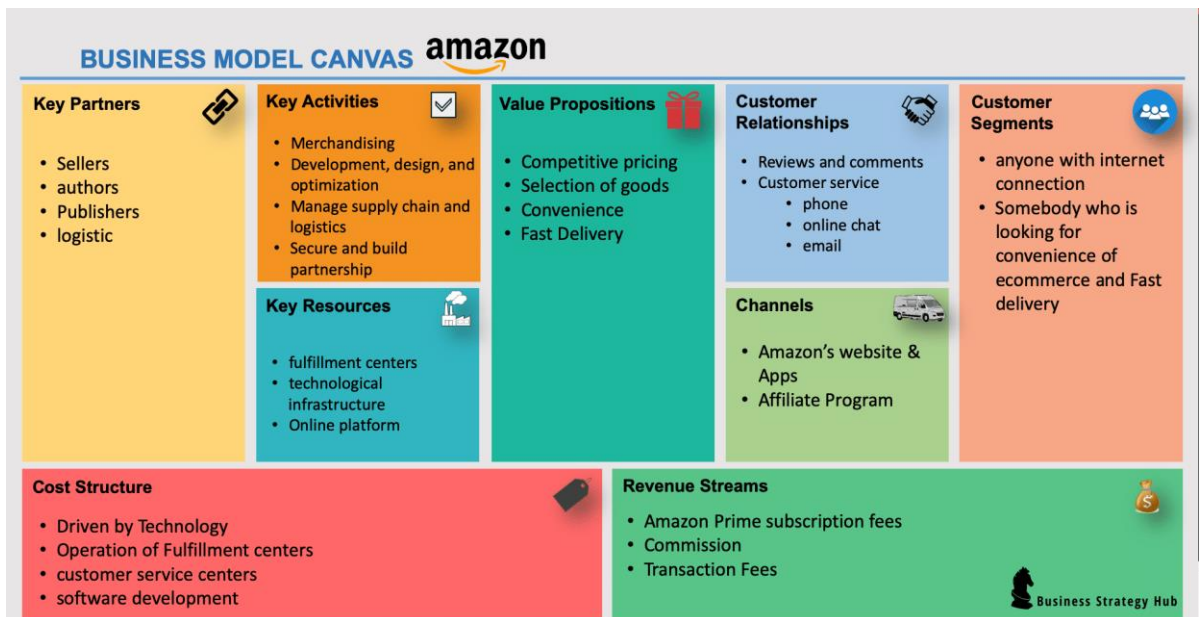 BUSINESS MODEL CANVAS amazon
Key Partners
• Sellers
• authors
• Publishers
• logistic
Key Activities
• Merchandising
• Development, design, and
optimization
• Manage supply chain and
logistics
• Secure and build
partnership
Key Resources
• fulfillment centers
• technological
infrastructure
• Online platform
Value Propositions
• Competitive pricing
• Selection of goods
• Convenience
• Fast Delivery
Customer
Relationships
• Reviews and comments
• Customer service
• phone
• online chat
• email
Channels
• Amazon’s website &
Apps
• Affiliate Program
Customer
Segments
• anyone with internet
connection
• Somebody who is
looking for
convenience of
ecommerce and Fast
delivery
Cost Structure
• Driven by Technology
• Operation of Fulfillment centers
• customer service centers
• software development
Revenue Streams
• Amazon Prime subscription fees
• Commission
• Transaction Fees
$
Business Strategy Hub